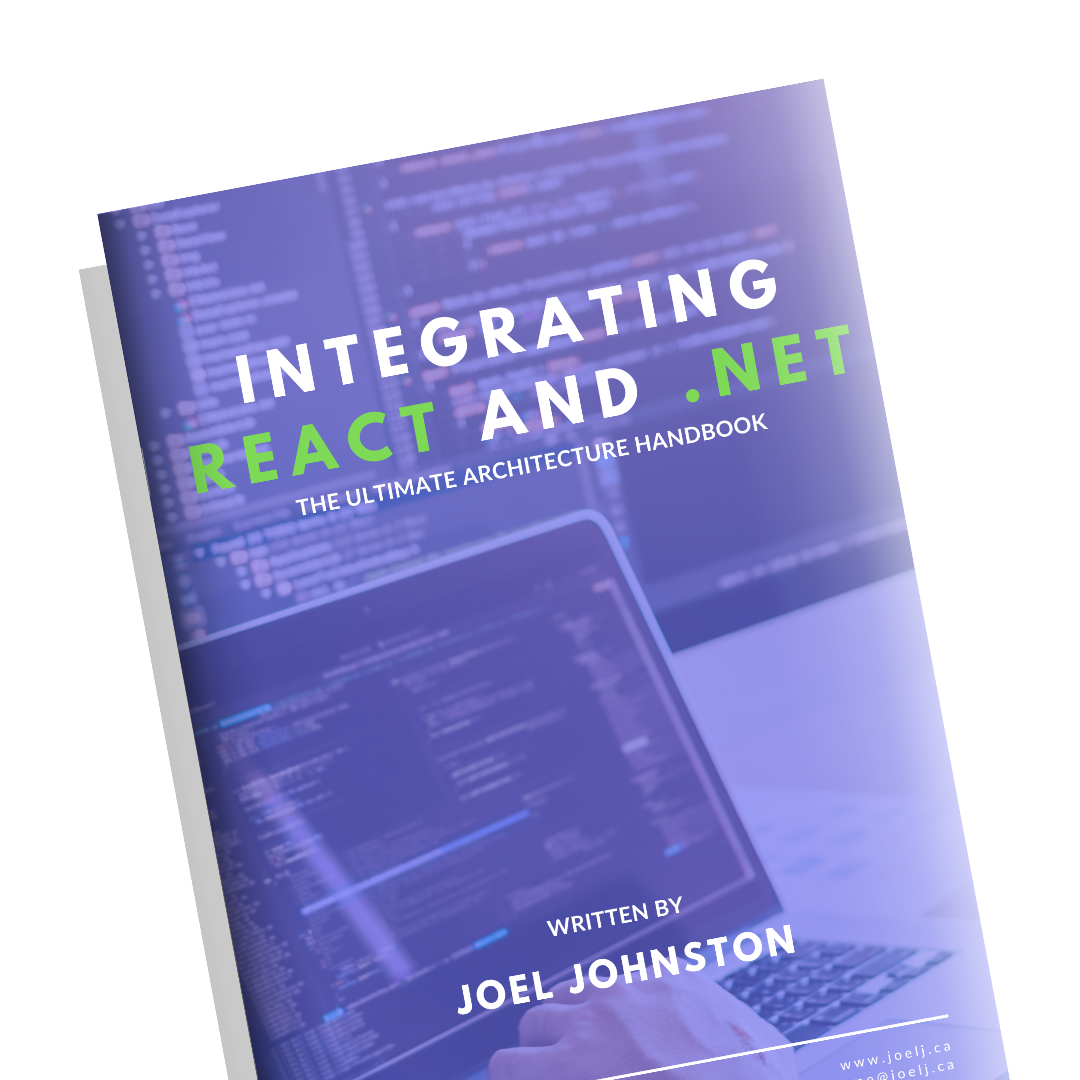 INTEGRATING
REACT AND .NET
THE ULTIMATE ARCHITECTURE HANDBOOK
WRITTEN BY
JOEL JOHNSTON
www.joelj.ca